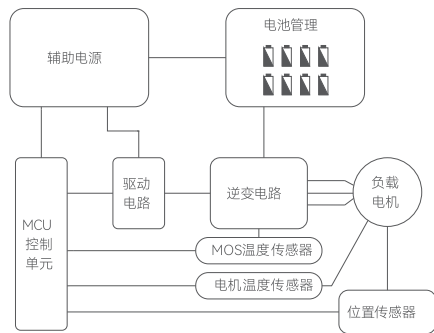 辅助电源
电池管理
驱动
电路
逆变电路
负载
电机
MCU
控制
单元
MOS温度传感器
电机温度传感器
位置传感器